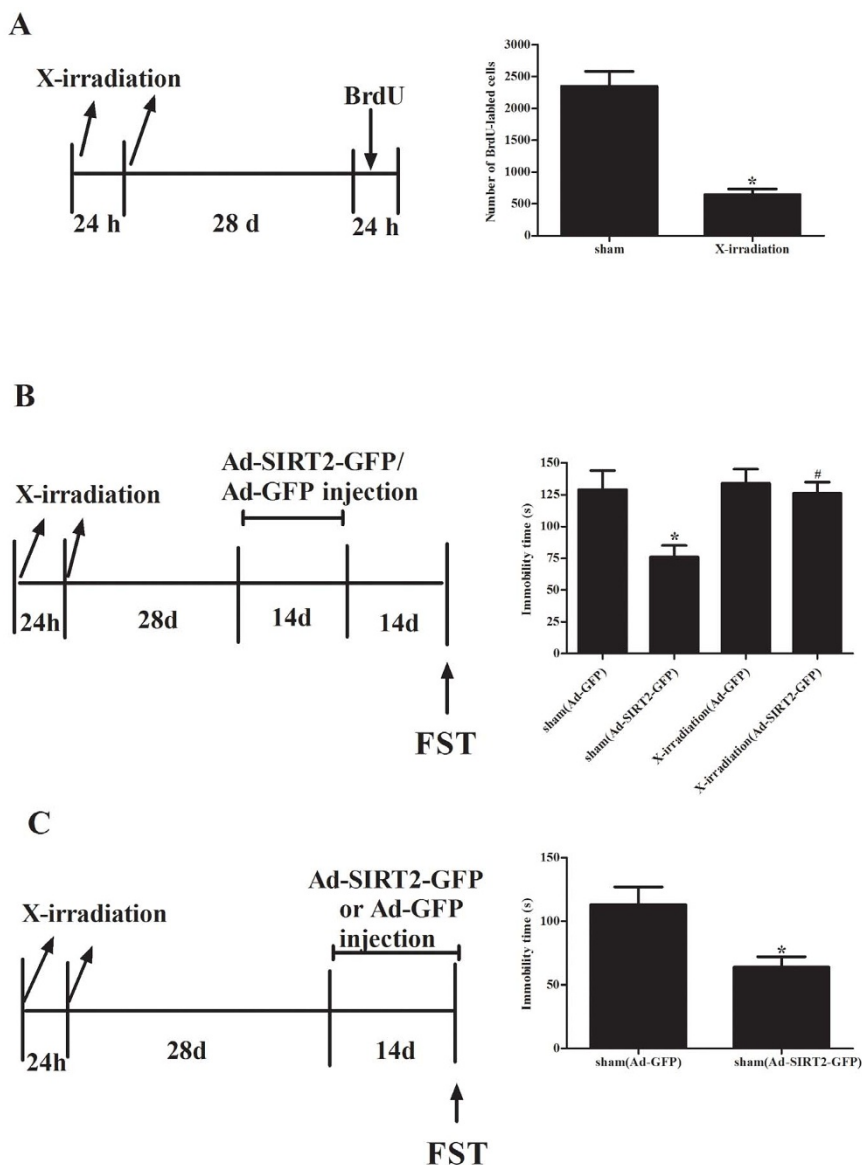 A
X-irradiation
BrdU
24 h
28 d
24 h
Number of BrdU-labled cells
3000
2500
2000
1500
1000
500
0
*
sham
X-irradiation
B
X-irradiation
Ad-SIRT2-GFP/
Ad-GFP injection
24h
28d
14d
14d
FST
Immobility time (s)
150
125
100
75
50
25
0
*
#
sham(Ad-GFP)
sham(Ad-SIRT2-GFP)
X-irradiation(Ad-GFP)
X-irradiation(Ad-SIRT2-GFP)
C
X-irradiation
Ad-SIRT2-GFP
or Ad-GFP
injection
24h
28d
14d
FST
Immobility time (s)
150
100
50
0
*
sham(Ad-GFP)
sham(Ad-SIRT2-GFP)